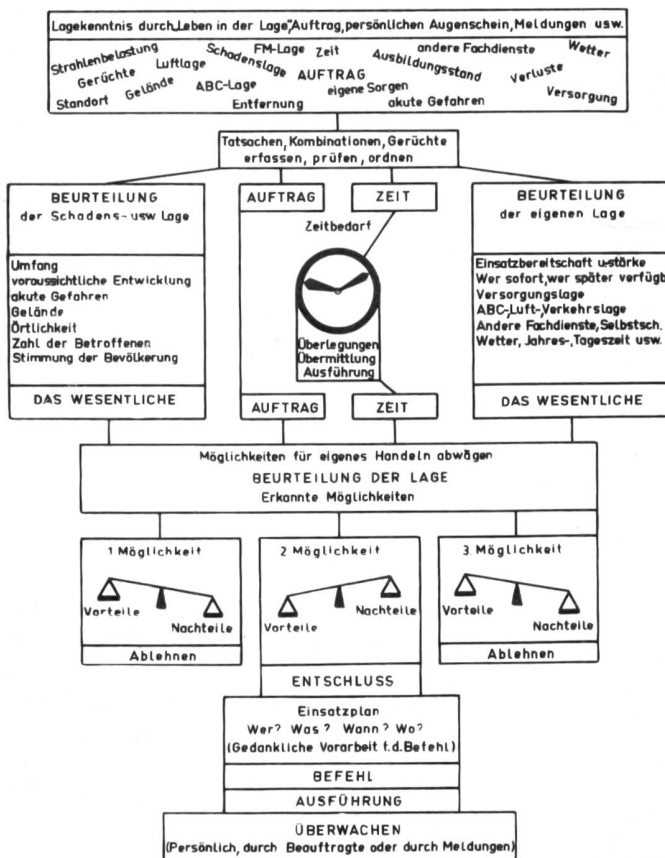 Lagekenntnis durch „Leben in der Lage", Auftrag, persönlichen Augenschein, Meldungen usw.
Strahlenbelastung Schadenslage FM-Lage Zeit Ausbildungsstand andere Fachdienste Wetter
Gerüchte Luftlage AUFTRAG Verluste
Standort Gelände ABC-Lage eigene Sorgen Versorgung
Entfernung akute Gefahren
Tatsachen, Kombinationen, Gerüchte
erfassen, prüfen, ordnen
BEURTEILUNG
der Schadens-usw Lage
Umfang
voraussichtliche Entwicklung
akute Gefahren
Gelände
Örtlichkeit
Zahl der Betroffenen
Stimmung der Bevölkerung
DAS WESENTLICHE
AUFTRAG ZEIT
Zeitbedarf
Überlegungen
Übermittlung
Ausführung
AUFTRAG ZEIT
BEURTEILUNG
der eigenen Lage
Einsatzbereitschaft u-stärke
Wer sofort, wer später verfügb
Versorgungslage
ABC-, Luft-, Verkehrslage
Andere Fachdienste, Selbstsch.
Wetter, Jahres-, Tageszeit usw.
DAS WESENTLICHE
Möglichkeiten für eigenes Handeln abwägen
BEURTEILUNG DER LAGE
Erkannte Möglichkeiten
1 Möglichkeit
Vorteile
Nachteile
Ablehnen
2. Möglichkeit
Vorteile
Nachteile
3. Möglichkeit
Vorteile
Nachteile
Ablehnen
ENTSCHLUSS
Einsatzplan
Wer? Was? Wann? Wo?
(Gedankliche Vorarbeit f.d. Befehl)
BEFEHL
AUSFÜHRUNG
ÜBERWACHEN
(Persönlich, durch Beauftragte oder durch Meldungen)